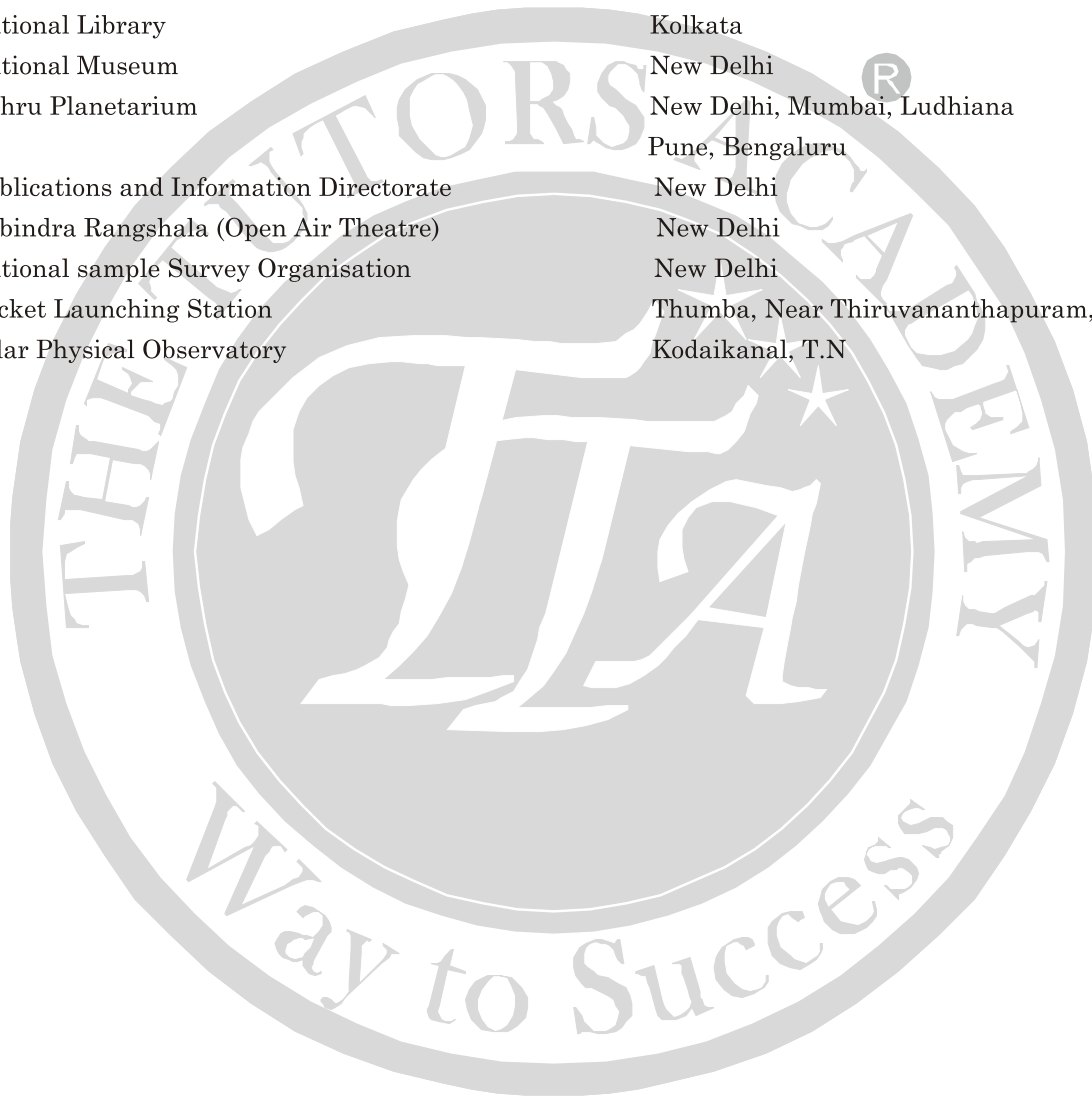 tional Library Kolkata
tional Museum New Delhi
hru Planetarium New Delhi, Mumbai, Ludhiana
Pune, Bengaluru
blications and Information Directorate New Delhi
bindra Rangshala (Open Air Theatre) New Delhi
tional sample Survey Organisation New Delhi
cket Launching Station Thumba, Near Thiruvananthapuram,
lar Physical Observatory Kodaikanal, T.N
THE TUTORS ACADEMY
R
TTA
Way to Success